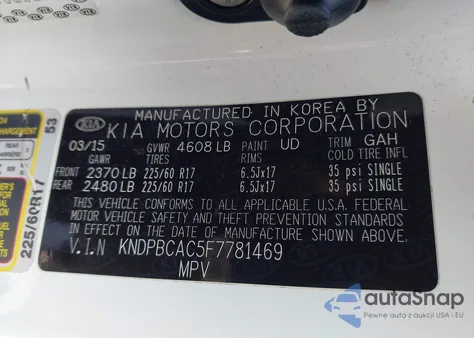 MANUFACTURED IN KOREA BY
KIA KIA MOTORS CORPORATION
03/15 GVWR 4608 LB PAINT UD TRIM GAH
GAWR TIRES RIMS COLD TIRE INFL
FRONT 2370 LB 225/60 R17 6.5Jx17 35 psi SINGLE
REAR 2480 LB 225/60 R17 6.5Jx17 35 psi SINGLE
THIS VEHICLE CONFORMS TO ALL APPLICABLE U.S.A. FEDERAL
MOTOR VEHICLE SAFETY AND THEFT PREVENTION STANDARDS
IN EFFECT ON THE DATE OF MANUFACTURE SHOWN ABOVE.
V.I.N KNDPBCAC5F7781469
MPV
53
225/60R17
autoSnap
Pewne auta z aukcji USA i EU